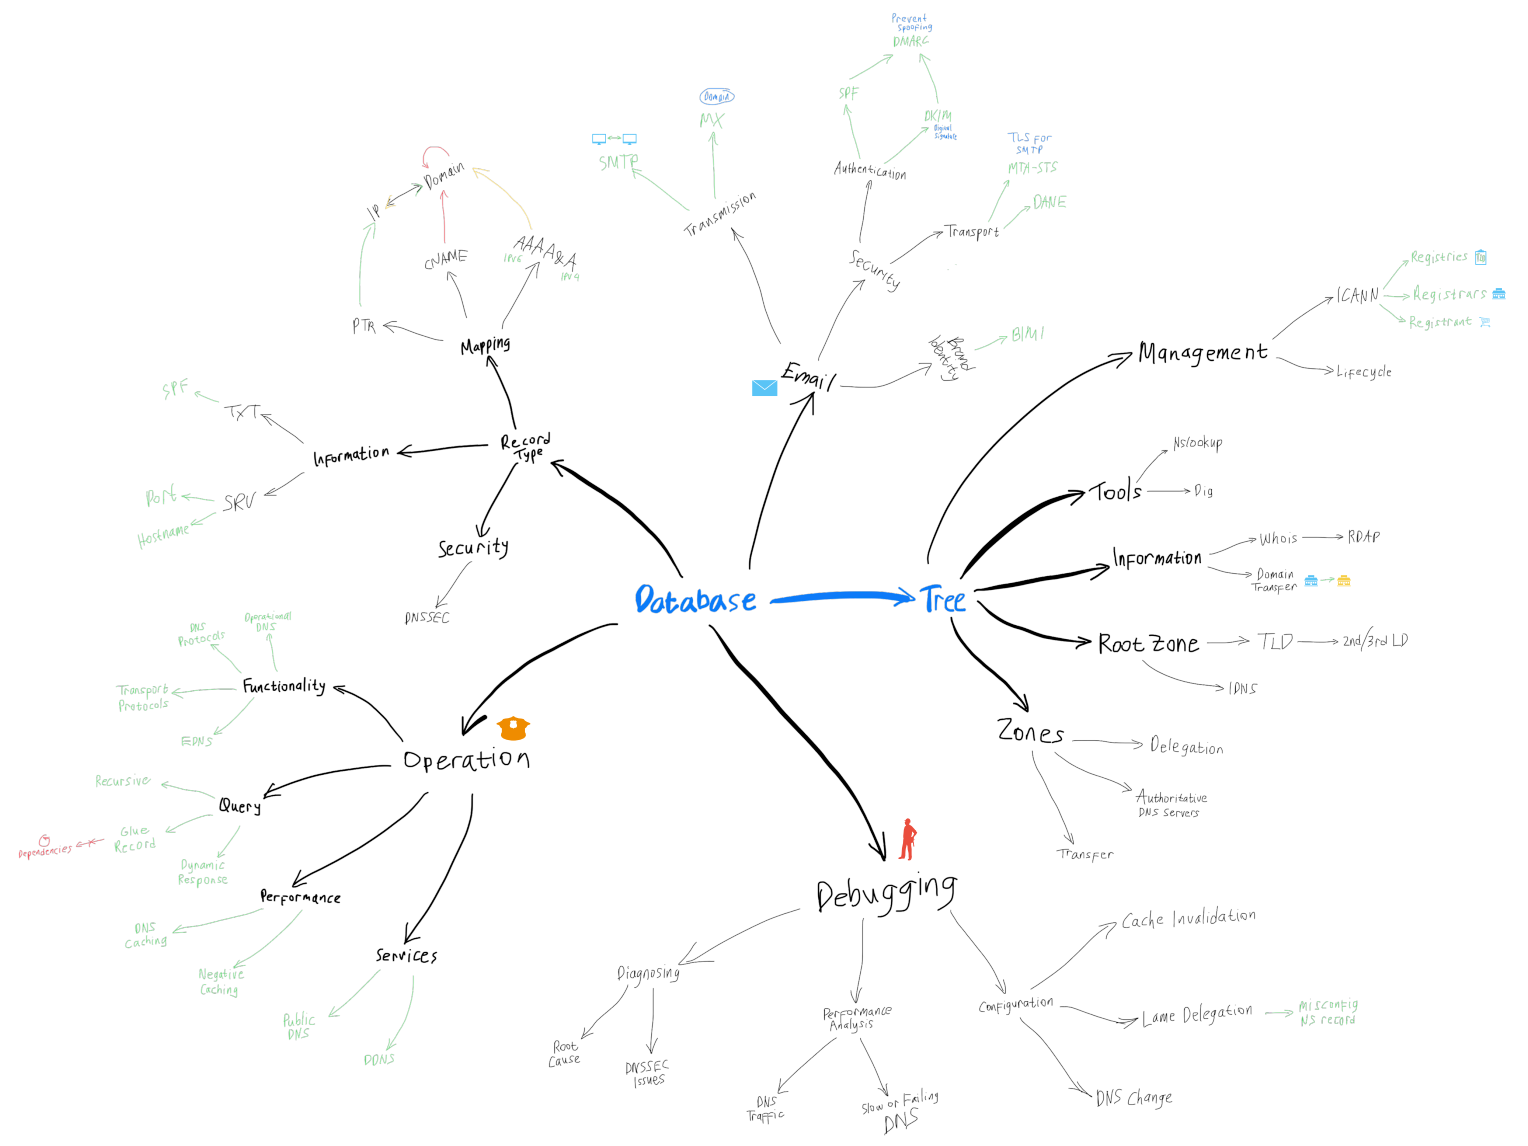 Prevent
Spoofing
DMARC
SPF
DKIM
Digital
Signature
Domain
MX
SMTP
TLS for
SMTP
MTA-STS
DANE
Authentication
Transport
Security
Transmission
Domain
IP
CNAME
AAAA&A
IPV6
IPV4
PTR
Mapping
Email
Brand
Identity
BIMI
Management
ICANN
Registries
Registrars
Registrant
Lifecycle
SPF
TXT
Information
Record
Type
Port
SRV
Hostname
Security
DNSSEC
Tools
Nslookup
Dig
Information
Whois
RDAP
Domain
Transfer
Database
Tree
Root Zone
TLD
2nd/3rd LD
IDNS
Zones
Delegation
Authoritative
DNS Servers
Transfer
DNS
Protocols
Operational
DNS
Functionality
Transport
Protocols
EDNS
Operation
Recursive
Query
Glue
Record
Dependencies
Dynamic
Response
Performance
DNS
Caching
Negative
Caching
Services
Public
DNS
DDNS
Debugging
Diagnosing
Root
Cause
DNSSEC
Issues
Performance
Analysis
DNS
Traffic
Slow or Failing
DNS
Configuration
Cache Invalidation
Lame Delegation
Misconfig
NS record
DNS Change